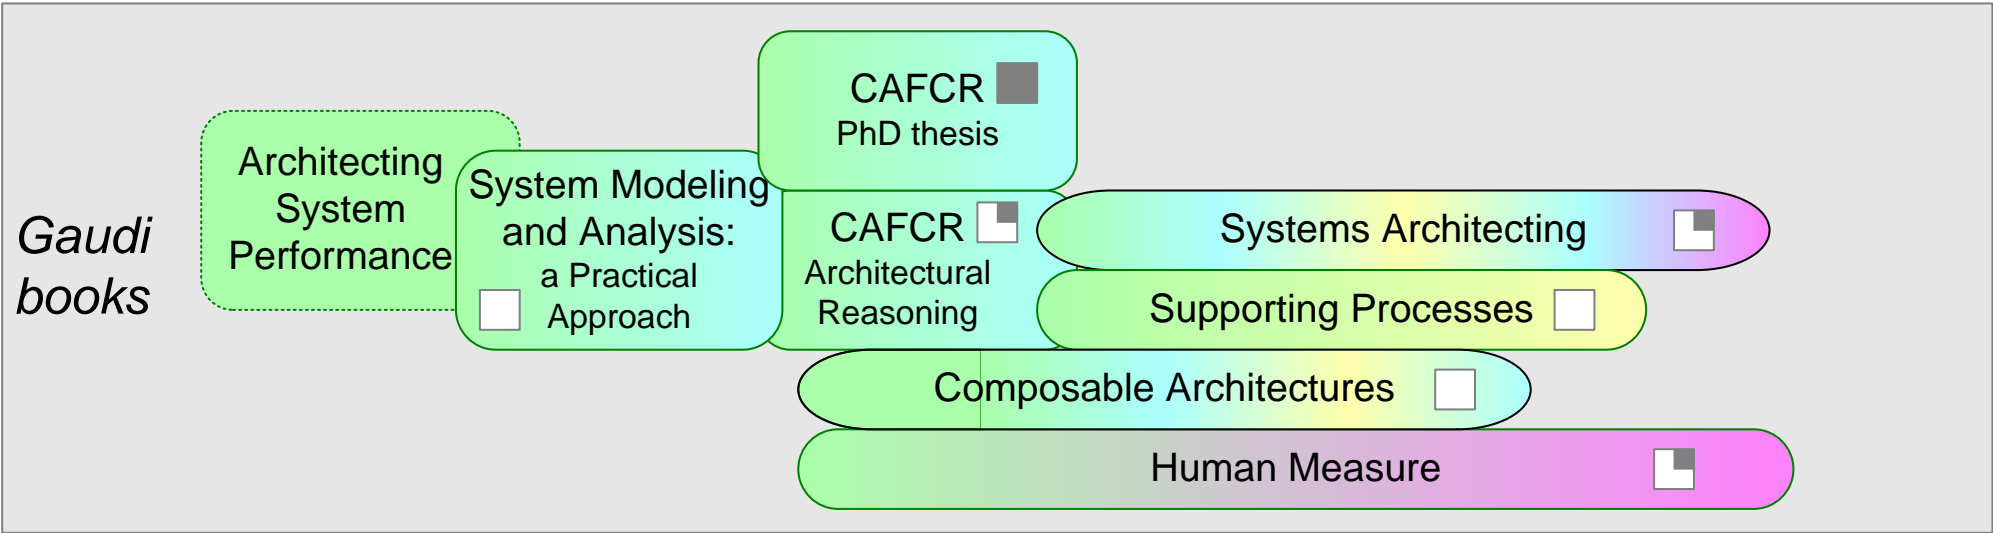 Gaudi
books
Architecting
System
Performance
System Modeling
and Analysis:
a Practical
Approach
CAFCR
PhD thesis
CAFCR
Architectural
Reasoning
Systems Architecting
Supporting Processes
Composable Architectures
Human Measure